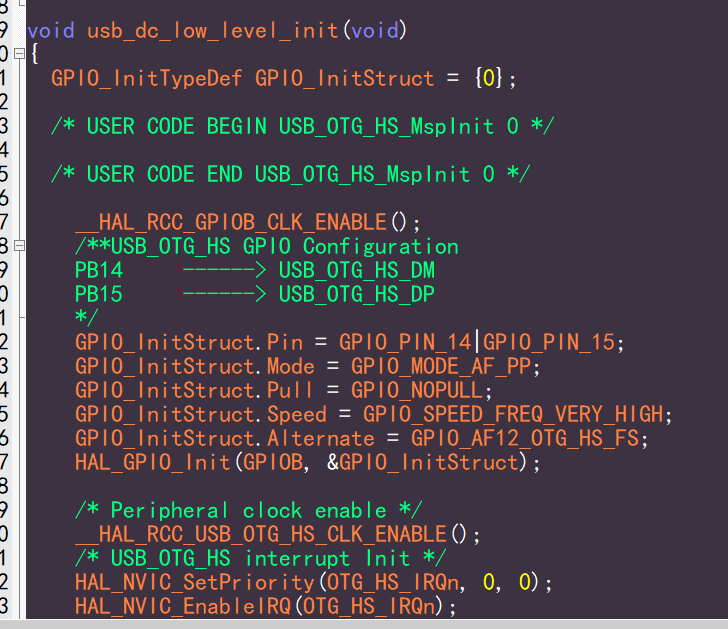 8
9 void usb_dc_low_level_init(void)
0 {
1 GPIO_InitTypeDef GPIO_InitStruct = {0};
2
3 /* USER CODE BEGIN USB_OTG_HS_MspInit 0 */
4
5 /* USER CODE END USB_OTG_HS_MspInit 0 */
6
7 __HAL_RCC_GPIOB_CLK_ENABLE();
8 /**USB_OTG_HS GPIO Configuration
9 PB14 ------> USB_OTG_HS_DM
0 PB15 ------> USB_OTG_HS_DP
1 */
2 GPIO_InitStruct.Pin = GPIO_PIN_14|GPIO_PIN_15;
3 GPIO_InitStruct.Mode = GPIO_MODE_AF_PP;
4 GPIO_InitStruct.Pull = GPIO_NOPULL;
5 GPIO_InitStruct.Speed = GPIO_SPEED_FREQ_VERY_HIGH;
6 GPIO_InitStruct.Alternate = GPIO_AF12_OTG_HS_FS;
7 HAL_GPIO_Init(GPIOB, &GPIO_InitStruct);
8
9 /* Peripheral clock enable */
0 __HAL_RCC_USB_OTG_HS_CLK_ENABLE();
1 /* USB_OTG_HS interrupt Init */
2 HAL_NVIC_SetPriority(OTG_HS_IRQn, 0, 0);
3 HAL_NVIC_EnableIRQ(OTG_HS_IRQn);